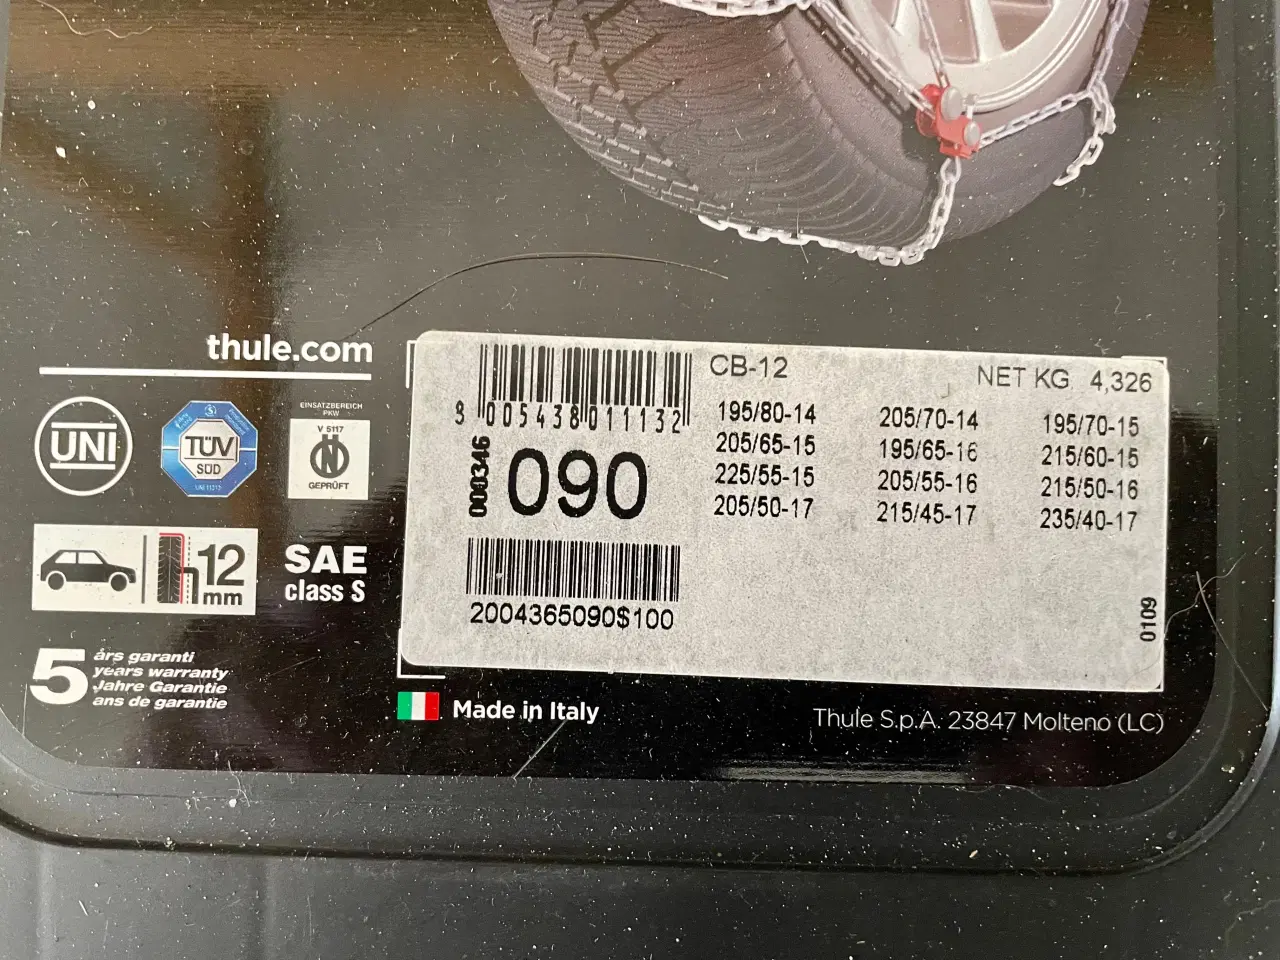 thule.com
UNI
TÜV
SÜD
EINSATZBEREICH
PKW
V 5117
GEPRÜFT
12
mm
SAE
class S
5
års garanti
years warranty
Jahre Garantie
ans de garantie
CB-12
NET KG 4,326
9 005438 011132
008346
090
195/80-14 205/70-14 195/70-15
205/65-15 195/65-16 215/60-15
225/55-15 205/55-16 215/50-16
205/50-17 215/45-17 235/40-17
2004365090$100
0109
Made in Italy
Thule S.p.A. 23847 Molteno (LC)